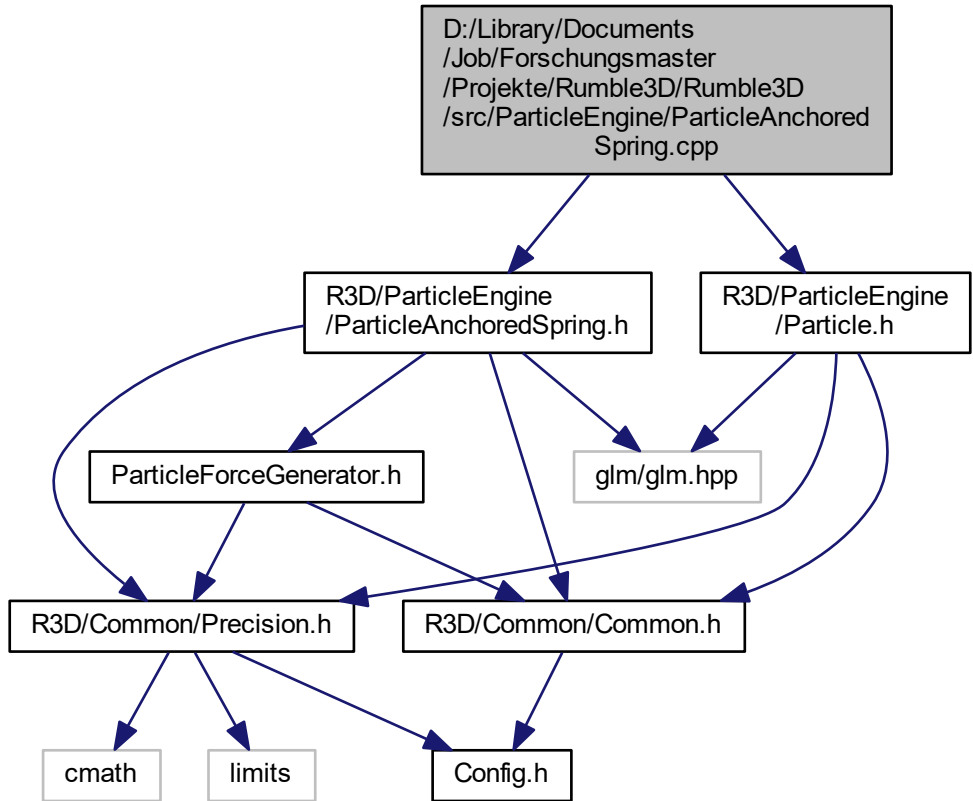 D:/Library/Documents
/Job/Forschungsmaster
/Projekte/Rumble3D/Rumble3D
/src/ParticleEngine/ParticleAnchored
Spring.cpp
R3D/ParticleEngine
/ParticleAnchoredSpring.h
R3D/ParticleEngine
/Particle.h
ParticleForceGenerator.h
glm/glm.hpp
R3D/Common/Precision.h
R3D/Common/Common.h
cmath
limits
Config.h